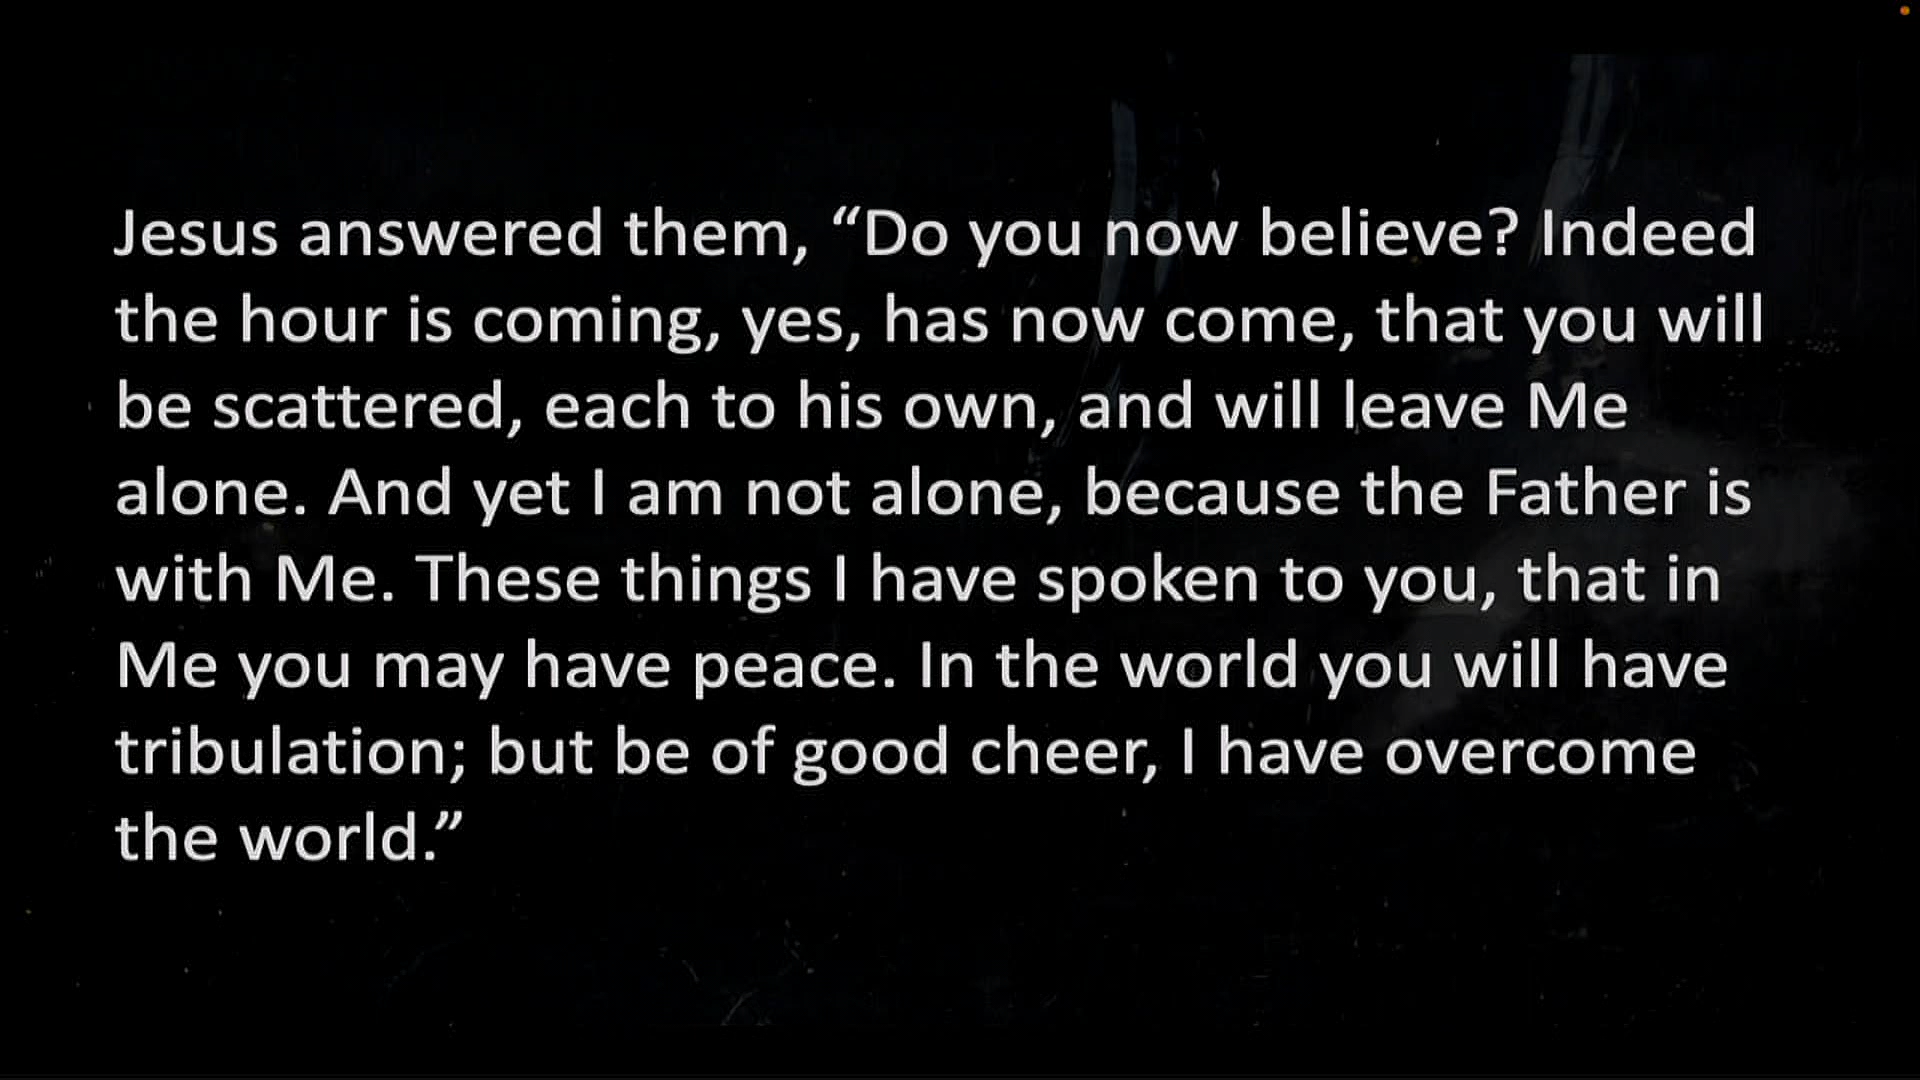 Jesus answered them, “Do you now believe? Indeed
the hour is coming, yes, has now come, that you will
be scattered, each to his own, and will leave Me
alone. And yet I am not alone, because the Father is
with Me. These things I have spoken to you, that in
Me you may have peace. In the world you will have
tribulation; but be of good cheer, I have overcome
the world.”